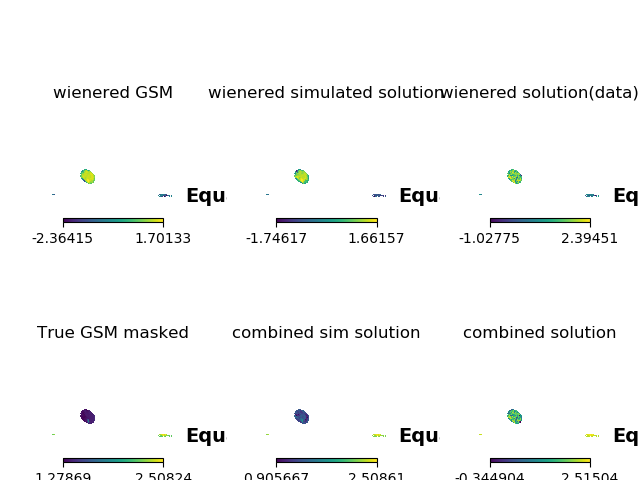 wienered GSM wienered simulated solution wienered solution(data)
Equ Equ Eq
-2.36415 1.70133 -1.74617 1.66157 -1.02775 2.39451
True GSM masked combined sim solution combined solution
Equ Equ Eq
1.27869 2.50824 0.905667 2.50861 -0.344904 2.51504